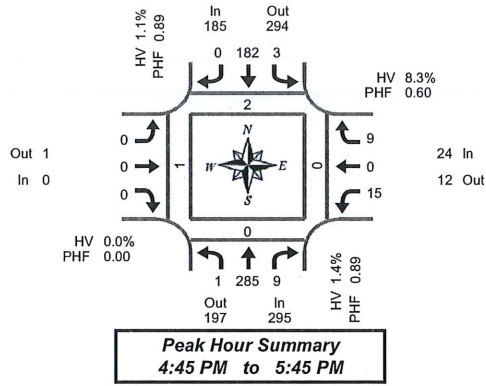 In Out
185 294
HV 1.1%
PHF 0.89
0 182 3
HV 8.3%
PHF 0.60
2
N
W E
S
0
0
0
1
0
9
0
15
Out 1
In 0
24 In
12 Out
HV 0.0%
PHF 0.00
0
1 285 9
HV 1.4%
PHF 0.89
Out In
197 295
Peak Hour Summary
4:45 PM to 5:45 PM